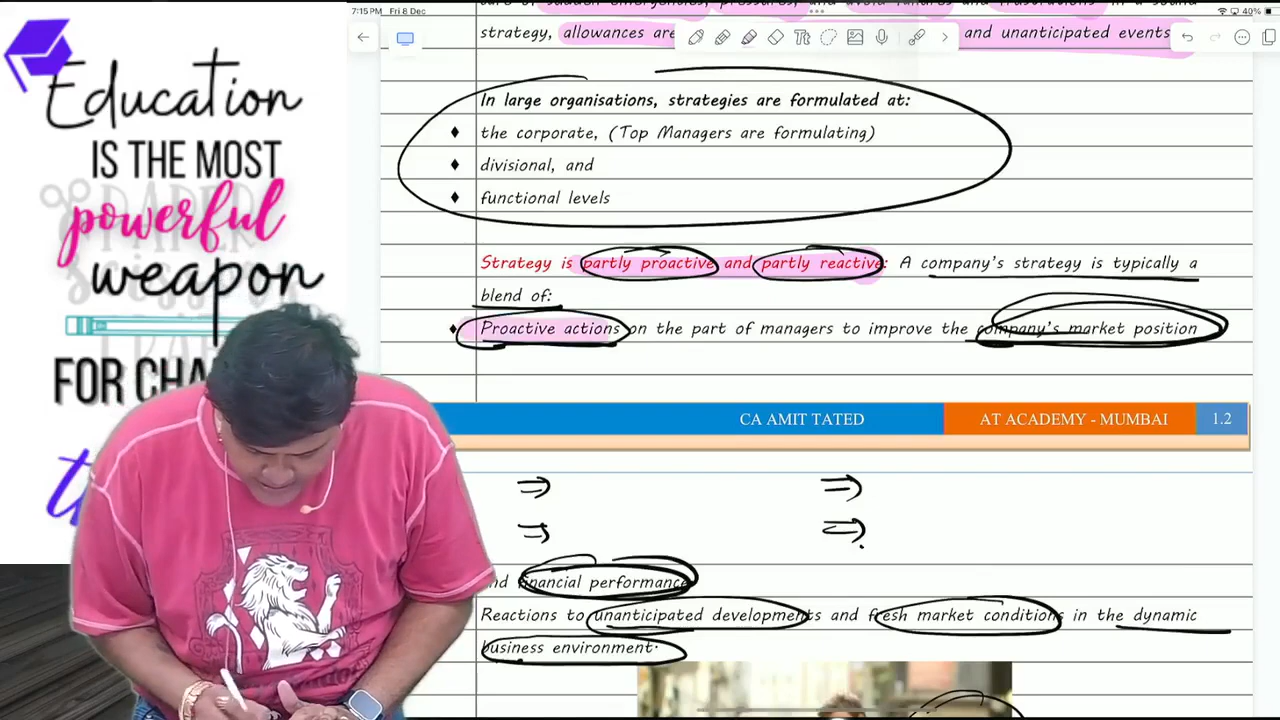 7:15 PM Fri 8 Dec
40%
strategy, allowances are
and unanticipated events.
Education
IS THE MOST
powerful
weapon
FOR CHA
In large organisations, strategies are formulated at:
♦ the corporate, (Top Managers are formulating)
♦ divisional, and
♦ functional levels
Strategy is partly proactive and partly reactive: A company's strategy is typically a
blend of:
♦ Proactive actions on the part of managers to improve the company's market position
CA AMIT TATED
AT ACADEMY - MUMBAI
1.2
financial performance
Reactions to unanticipated developments and fresh market conditions in the dynamic
business environment.